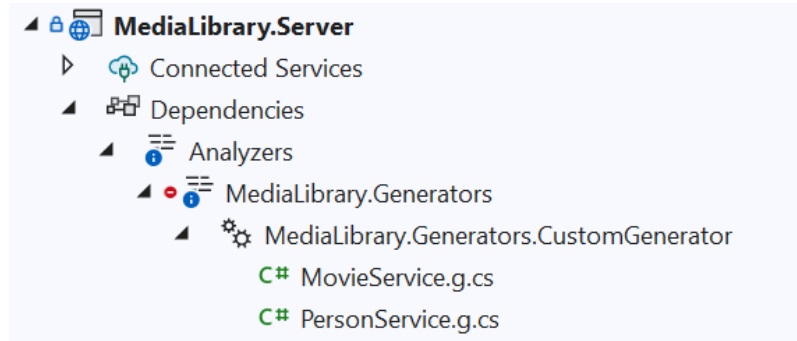 MediaLibrary.Server
Connected Services
Dependencies
Analyzers
MediaLibrary.Generators
MediaLibrary.Generators.CustomGenerator
C# MovieService.g.cs
C# PersonService.g.cs